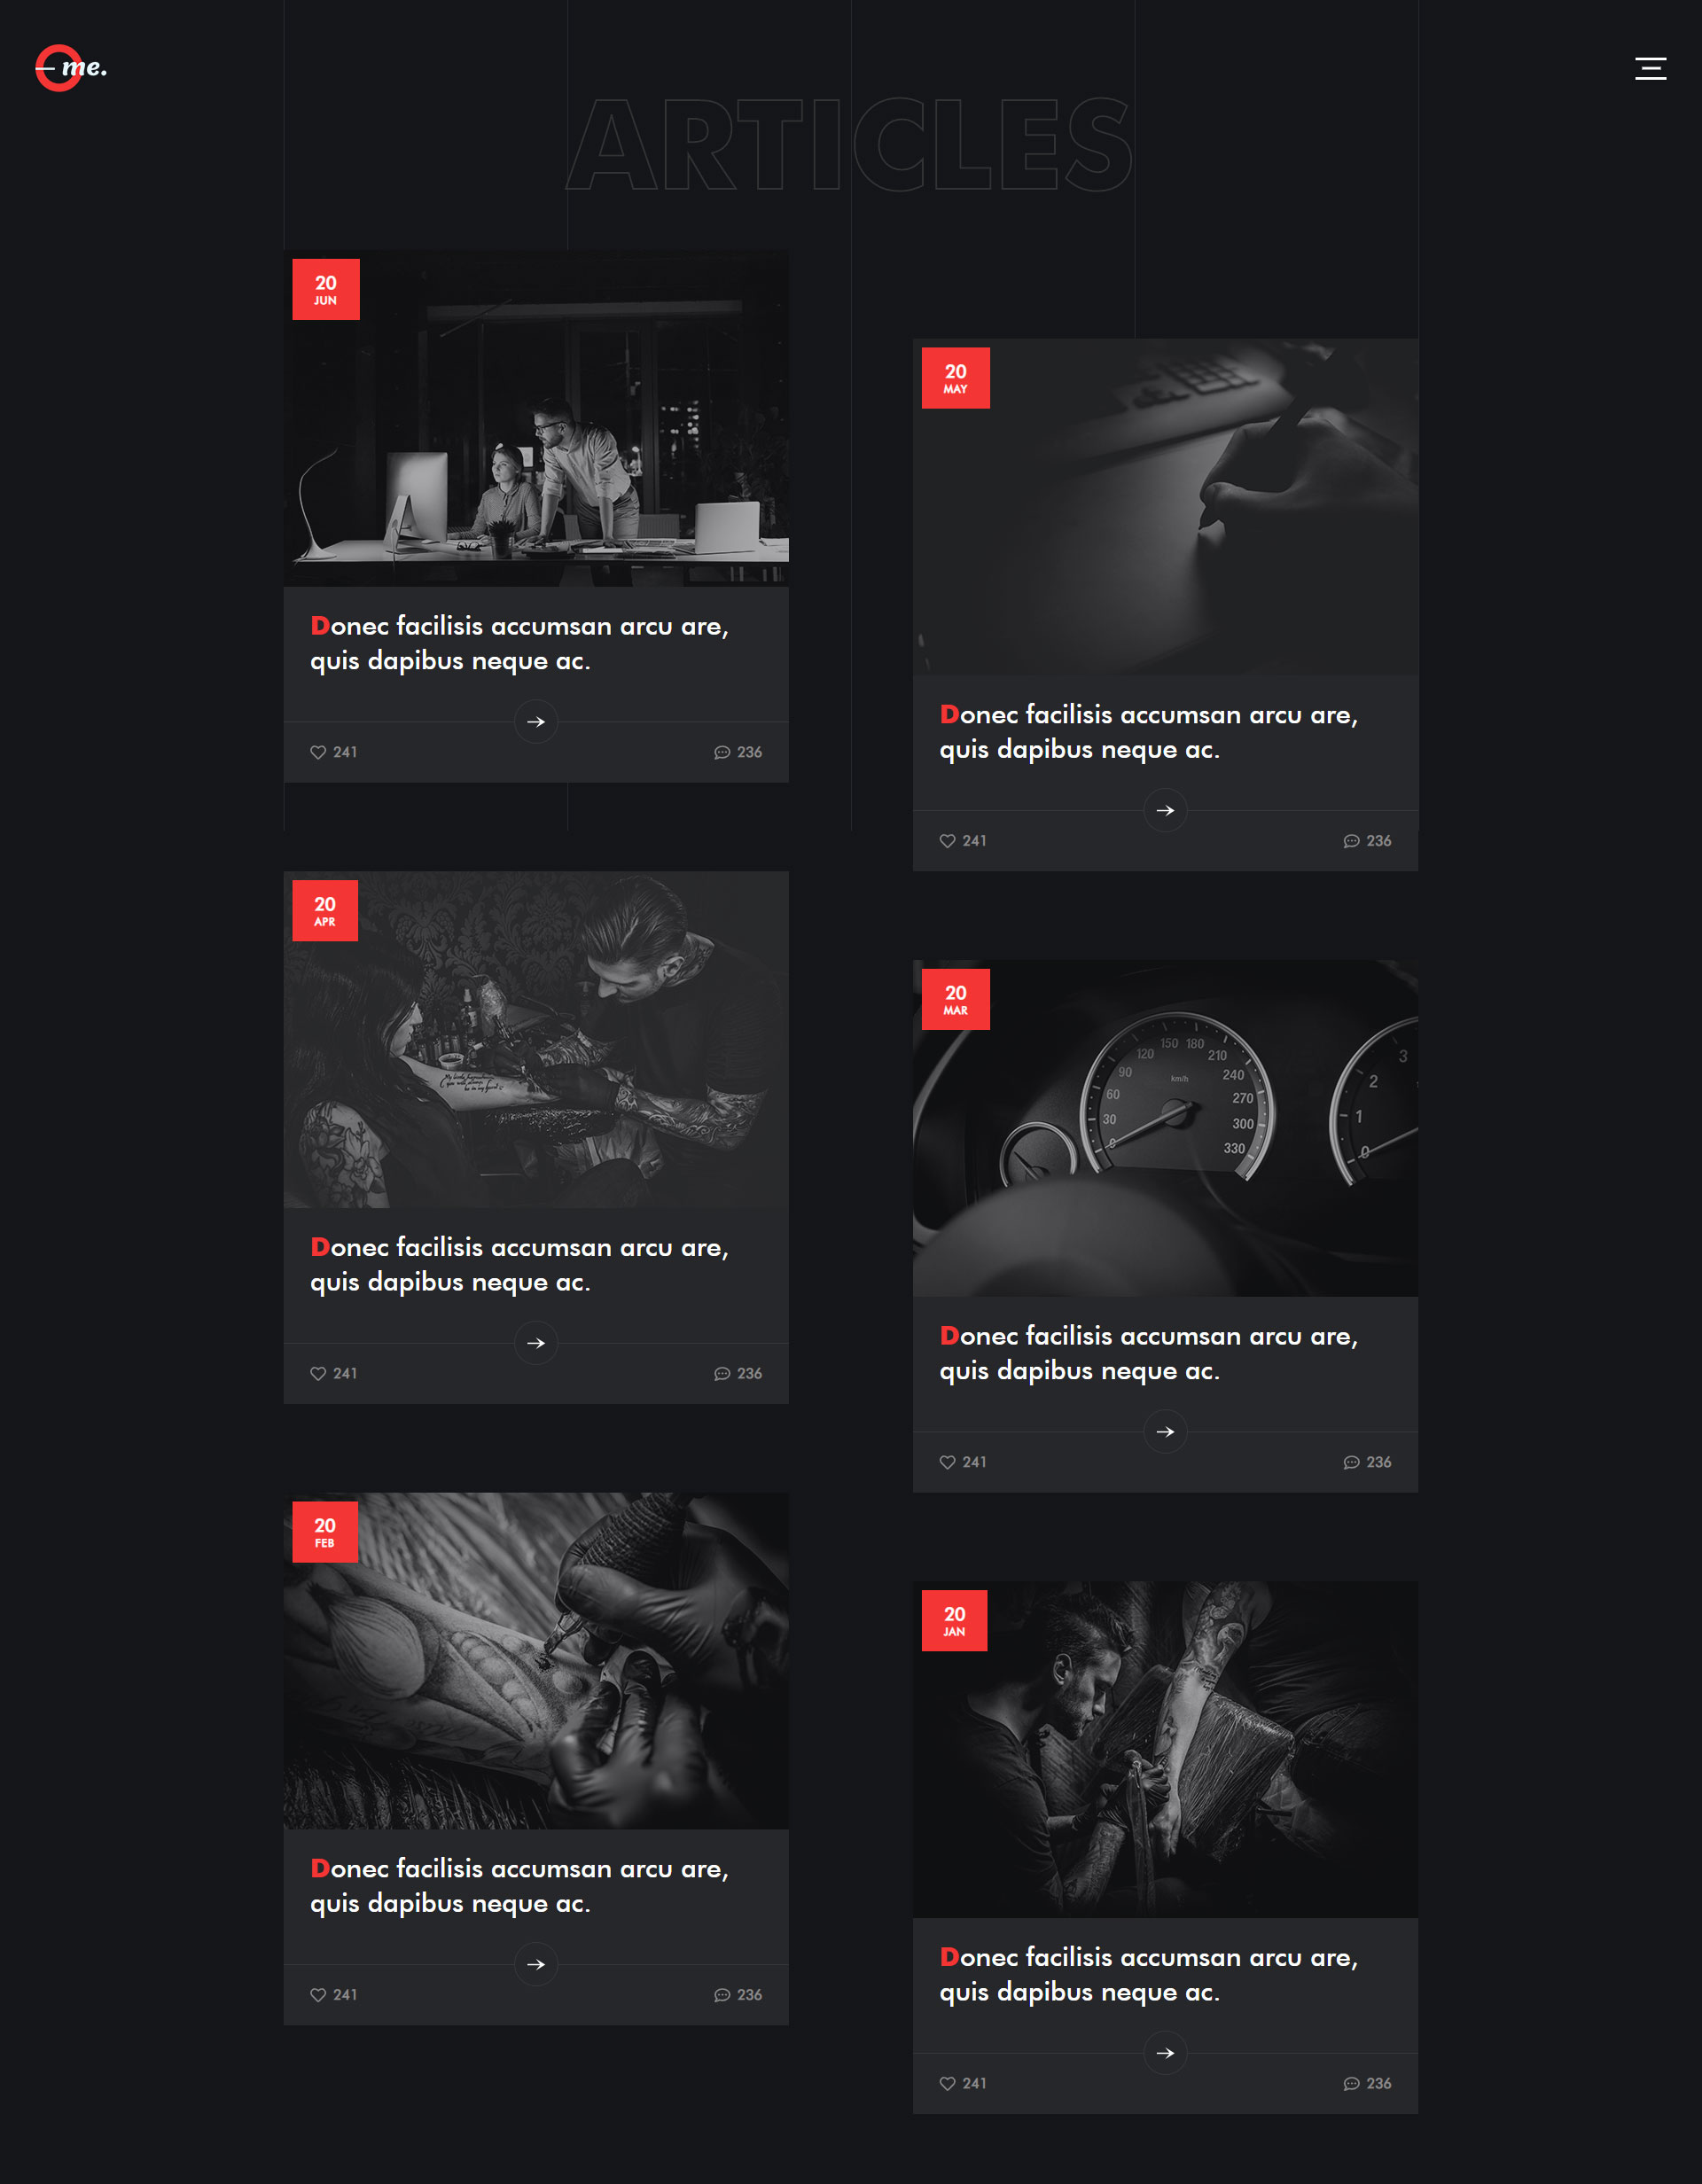 me.
ARTICLES
20
JUN
Donec facilisis accumsan arcu are,
quis dapibus neque ac.
241
236
20
MAY
Donec facilisis accumsan arcu are,
quis dapibus neque ac.
241
236
20
APR
Donec facilisis accumsan arcu are,
quis dapibus neque ac.
241
236
20
MAR
0
30
60
90
120
150
180
210
240
270
300
330
km/h
0
1
2
3
Donec facilisis accumsan arcu are,
quis dapibus neque ac.
241
236
20
FEB
Donec facilisis accumsan arcu are,
quis dapibus neque ac.
241
236
20
JAN
Donec facilisis accumsan arcu are,
quis dapibus neque ac.
241
236